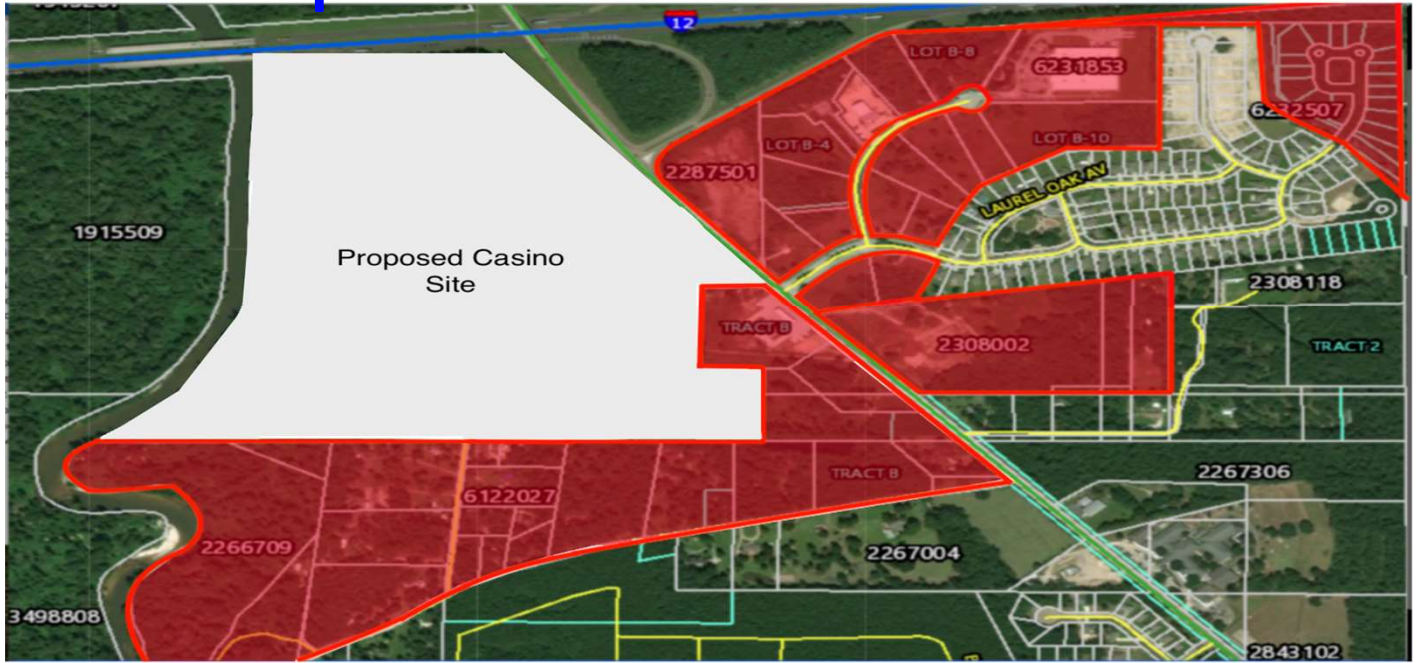 12
LOT B-8
6231853
6232507
LOT B-4
LOT B-10
2287501
LAUREL OAK AV
1915509
Proposed Casino
Site
2308118
TRACT B
2308002
TRACT 2
2267306
TRACT B
6122027
2266709
2267004
3498808
2843102